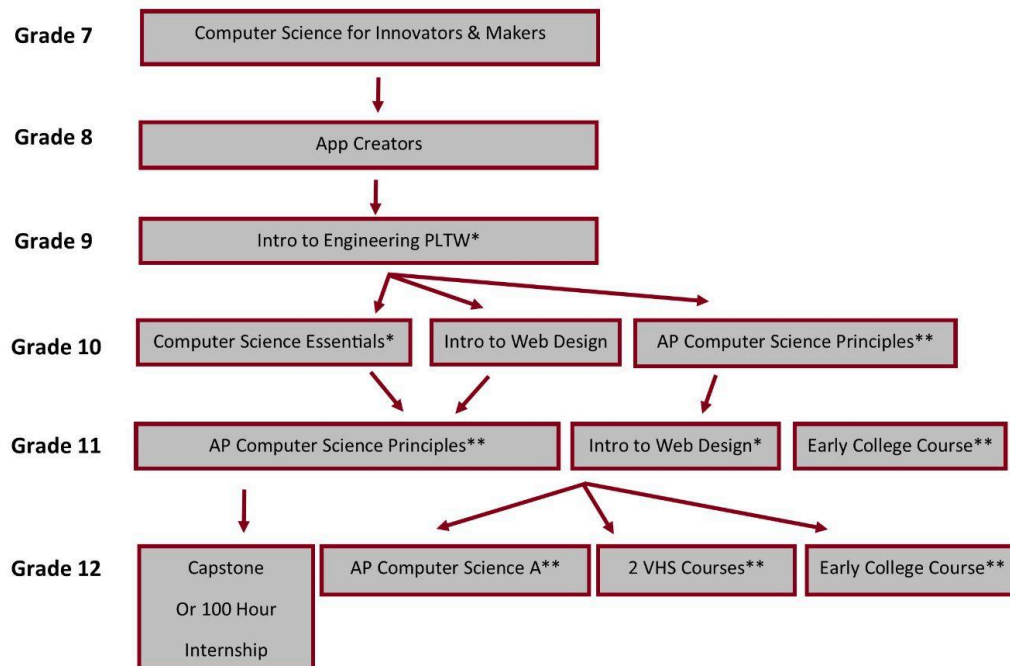 Grade 7
Computer Science for Innovators & Makers
Grade 8
App Creators
Grade 9
Intro to Engineering PLTW*
Grade 10
Computer Science Essentials*
Intro to Web Design
AP Computer Science Principles**
Grade 11
AP Computer Science Principles**
Intro to Web Design*
Early College Course**
Grade 12
Capstone
Or 100 Hour
Internship
AP Computer Science A**
2 VHS Courses**
Early College Course**